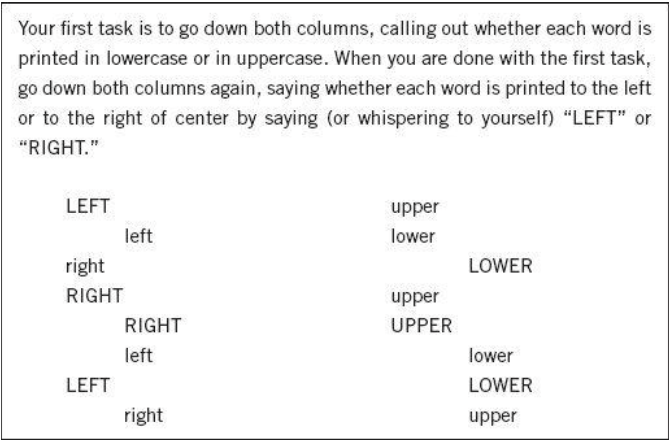 Your first task is to go down both columns, calling out whether each word is
printed in lowercase or in uppercase. When you are done with the first task,
go down both columns again, saying whether each word is printed to the left
or to the right of center by saying (or whispering to yourself) “LEFT” or
“RIGHT.”
LEFT
left
right
RIGHT
RIGHT
left
LEFT
right
upper
lower
LOWER
upper
UPPER
lower
LOWER
upper